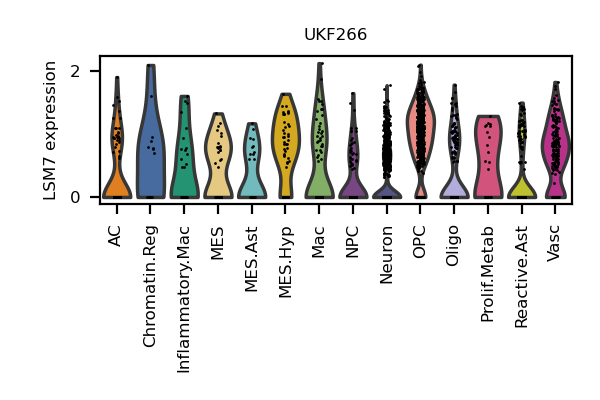 UKF266
LSM7 expression
2
0
AC
Chromatin.Reg
Inflammatory.Mac
MES
MES.Ast
MES.Hyp
Mac
NPC
Neuron
OPC
Oligo
Prolif.Metab
Reactive.Ast
Vasc